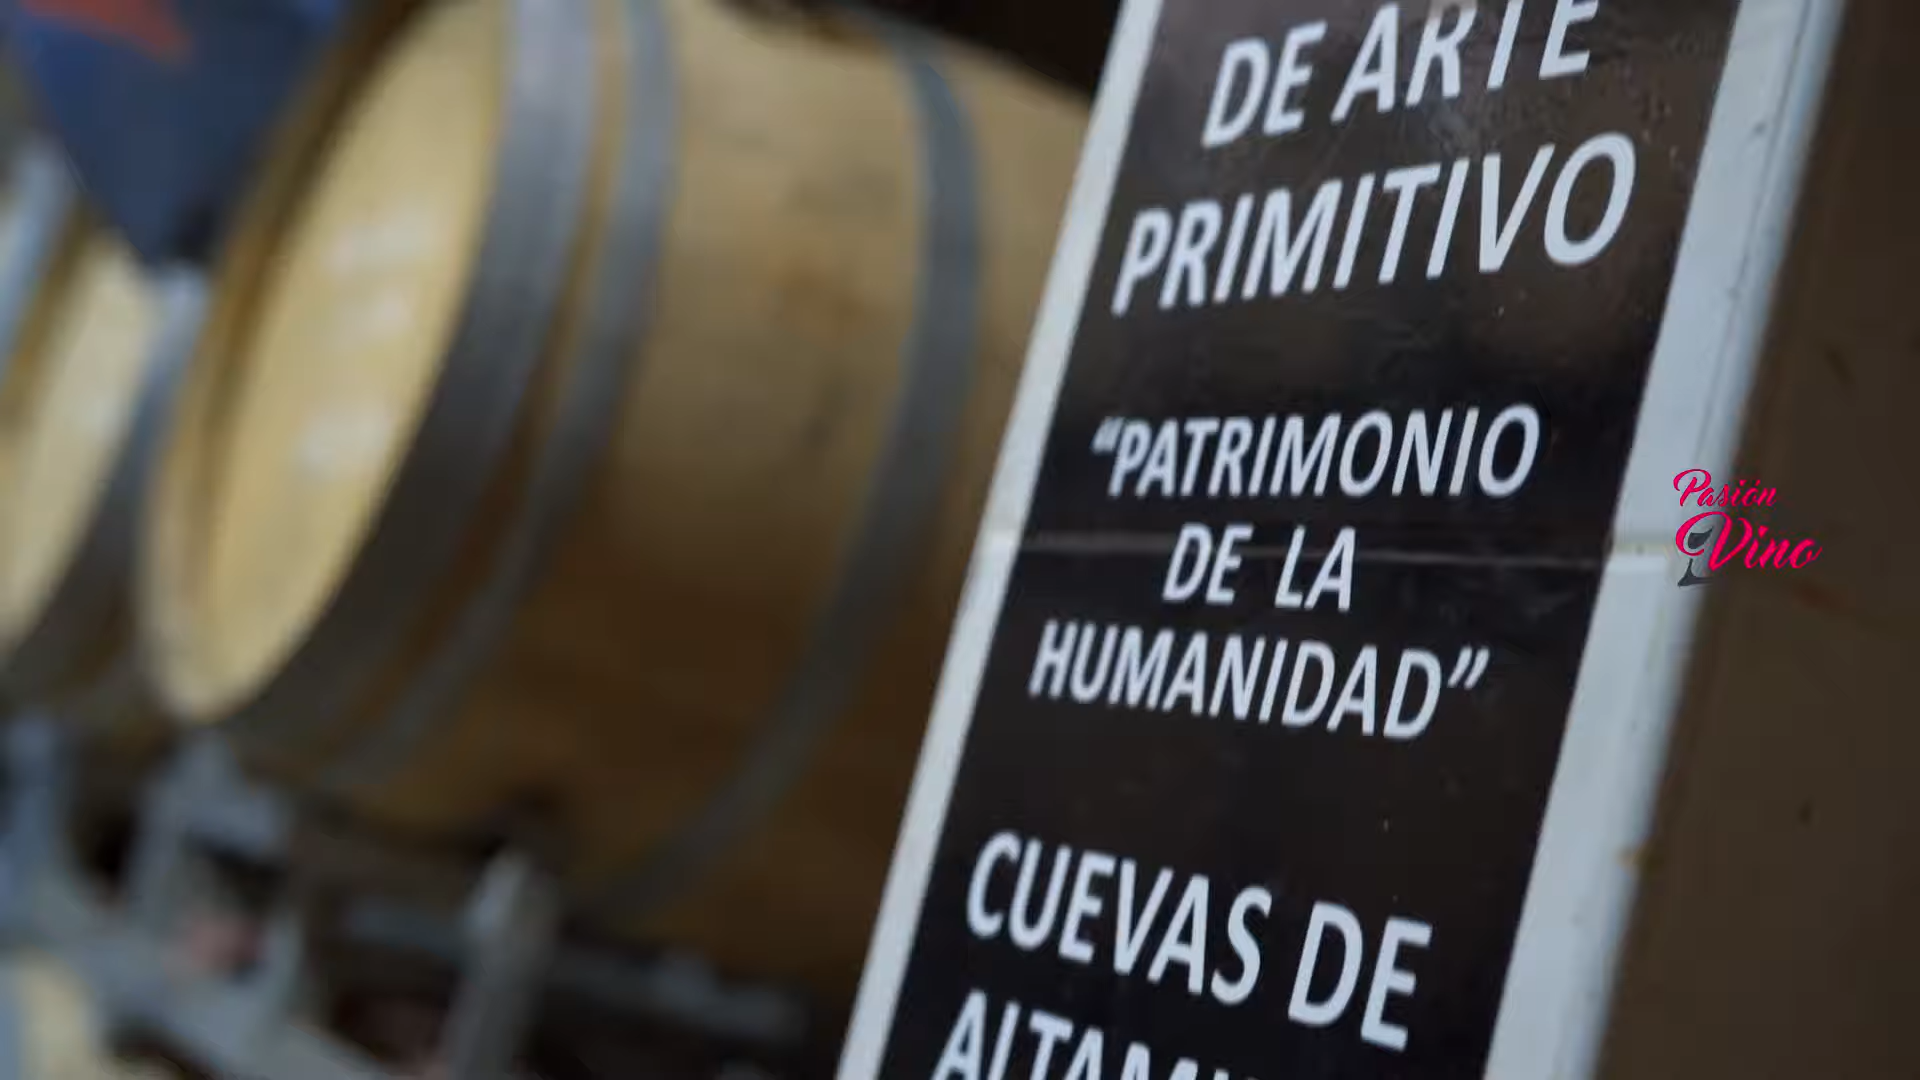 DE ARTE
PRIMITIVO
“PATRIMONIO
DE LA
HUMANIDAD”
CUEVAS DE
Pasión
Vino